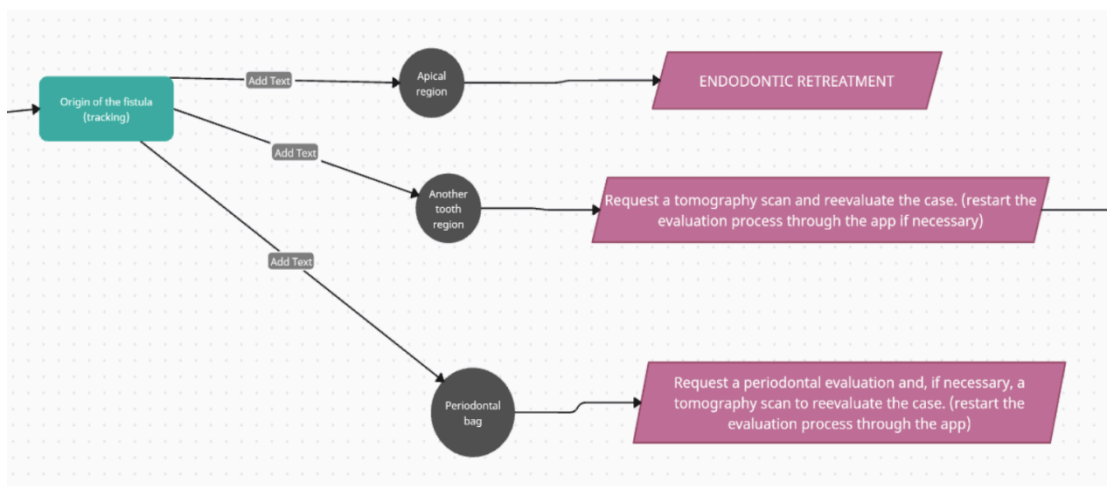 Origin of the fistula
(tracking)
Add Text
Apical
region
ENDODONTIC RETREATMENT
Add Text
Another
tooth
region
Request a tomography scan and reevaluate the case. (restart the
evaluation process through the app if necessary)
Add Text
Periodontal
bag
Request a periodontal evaluation and, if necessary, a
tomography scan to reevaluate the case. (restart the
evaluation process through the app)